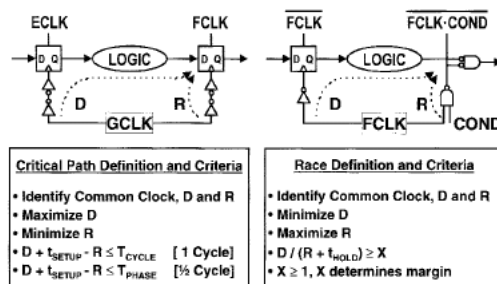 ECLK
FCLK
D Q
LOGIC
D Q
D
R
GCLK
FCLK
FCLK·COND
D Q
LOGIC
D
R
FCLK
COND
Critical Path Definition and Criteria
• Identify Common Clock, D and R
• Maximize D
• Minimize R
• D + tSETUP - R ≤ TCYCLE [ 1 Cycle]
• D + tSETUP - R ≤ TPHASE [½ Cycle]
Race Definition and Criteria
• Identify Common Clock, D and R
• Minimize D
• Maximize R
• D / (R + tHOLD) ≥ X
• X ≥ 1, X determines margin